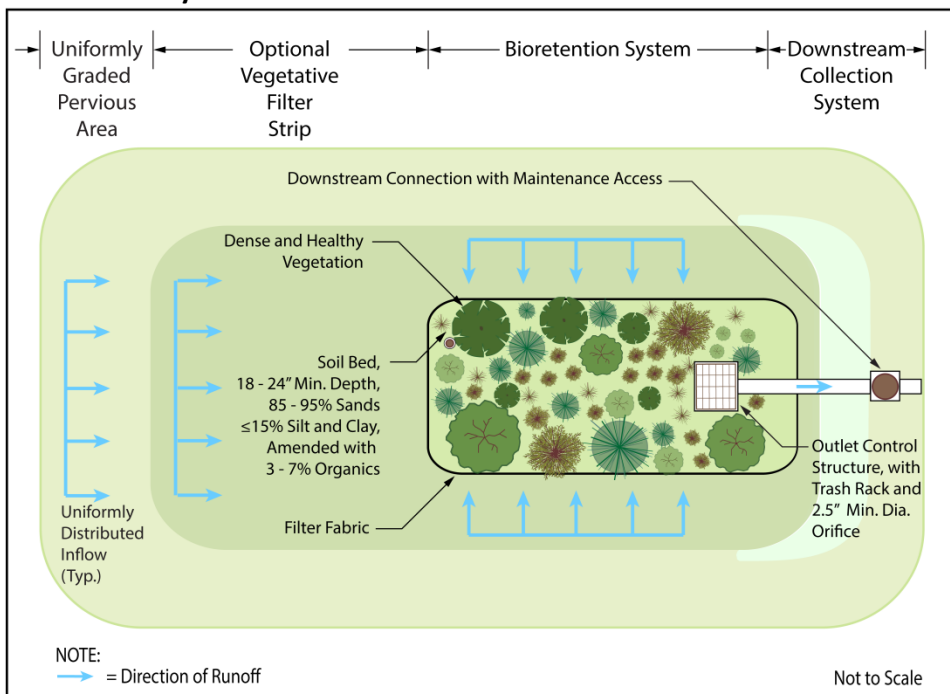 Uniformly
Graded
Pervious
Area
Optional
Vegetative
Filter
Strip
Bioretention System
Downstream
Collection
System
Downstream Connection with Maintenance Access
Dense and Healthy
Vegetation
Soil Bed,
18 - 24" Min. Depth,
85 - 95% Sands
≤15% Silt and Clay,
Amended with
3 - 7% Organics
Filter Fabric
Outlet Control
Structure, with
Trash Rack and
2.5" Min. Dia.
Orifice
Uniformly
Distributed
Inflow
(Typ.)
NOTE:
= Direction of Runoff
Not to Scale